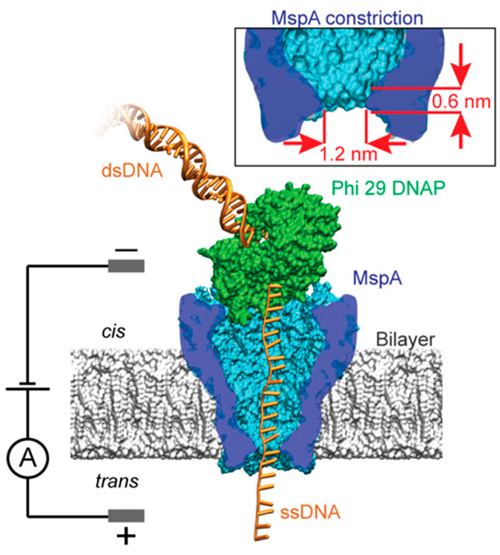 MspA constriction
0.6 nm
1.2 nm
dsDNA
Phi 29 DNAP
−
MspA
cis
Bilayer
A
trans
ssDNA
+